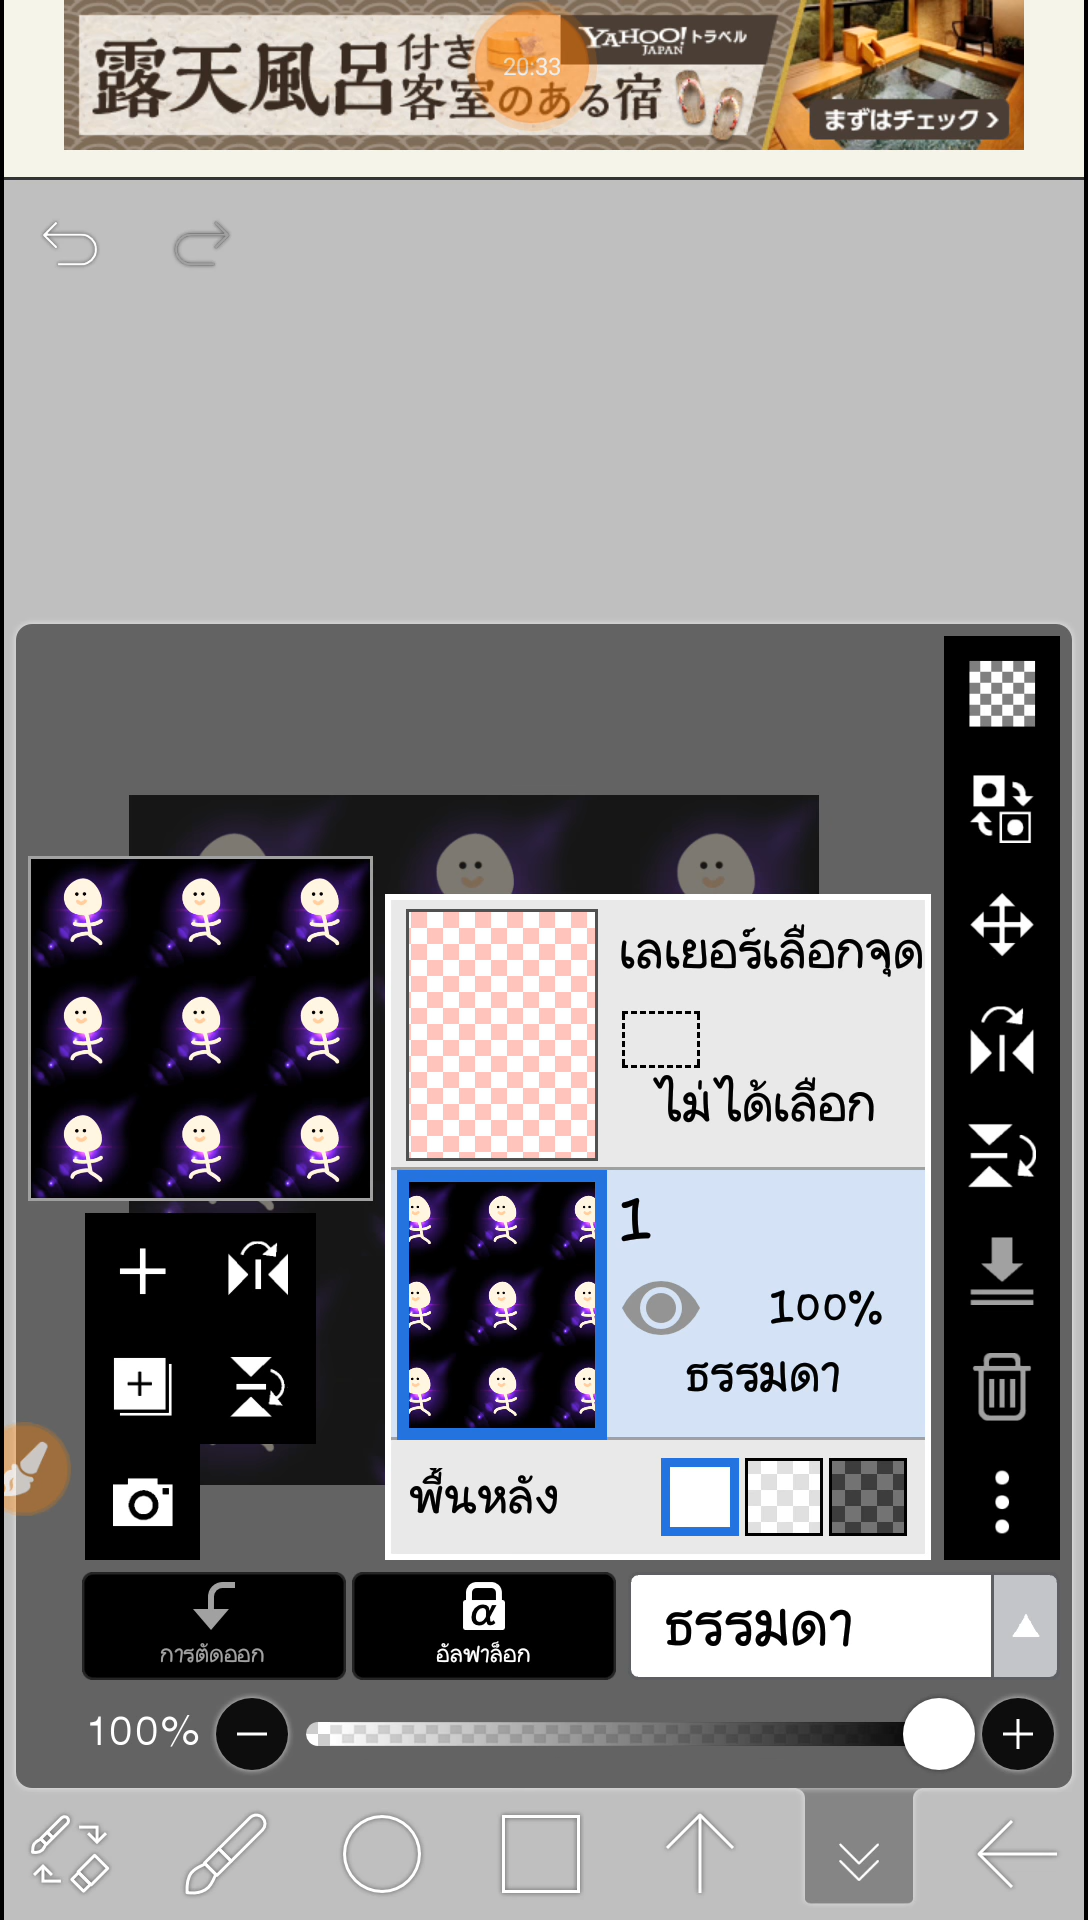 露天風呂付き
客室のある宿
YAHOO!トラベル
JAPAN
まずはチェック >
20:33
เลเยอร์เลือกจุด
ไม่ได้เลือก
1
100%
ธรรมดา
พื้นหลัง
การตัดออก
α
อัลฟาล็อก
ธรรมดา
100%